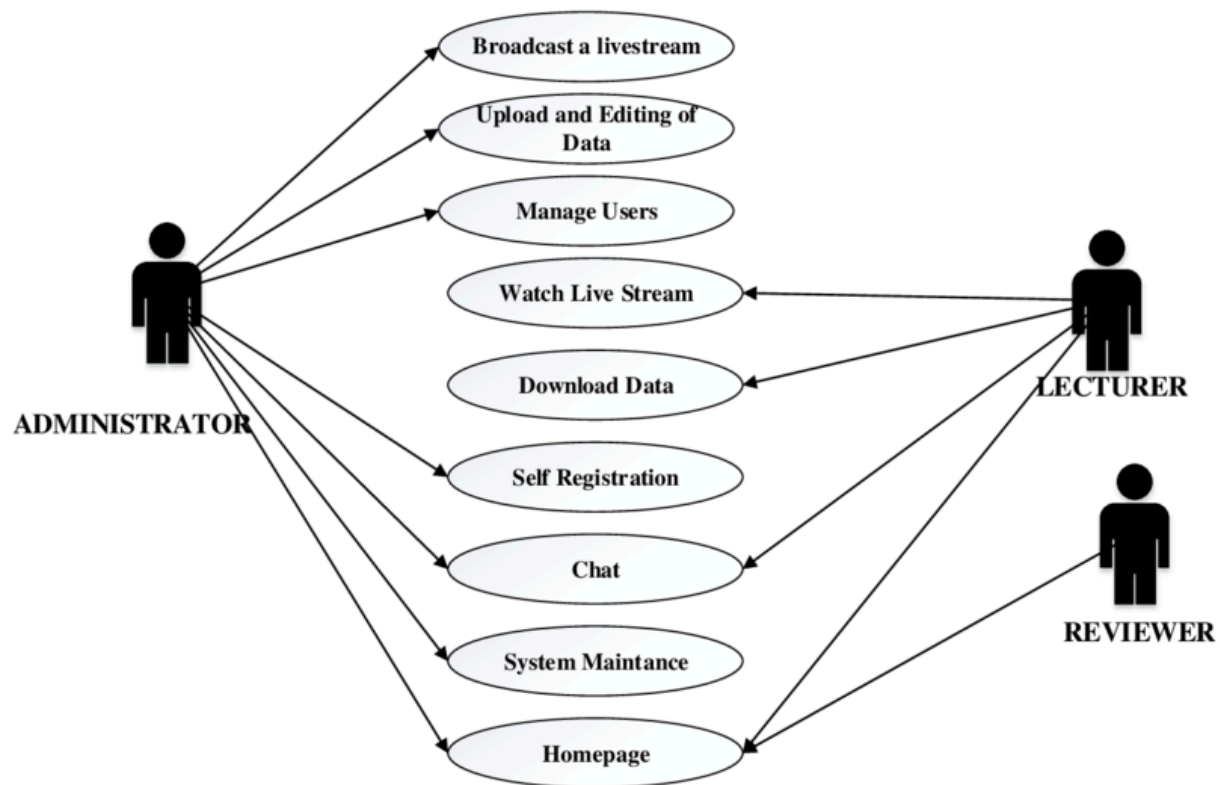 Broadcast a livestream
Upload and Editing of
Data
Manage Users
Watch Live Stream
Download Data
LECTURER
ADMINISTRATOR
Self Registration
Chat
REVIEWER
System Maintance
Homepage